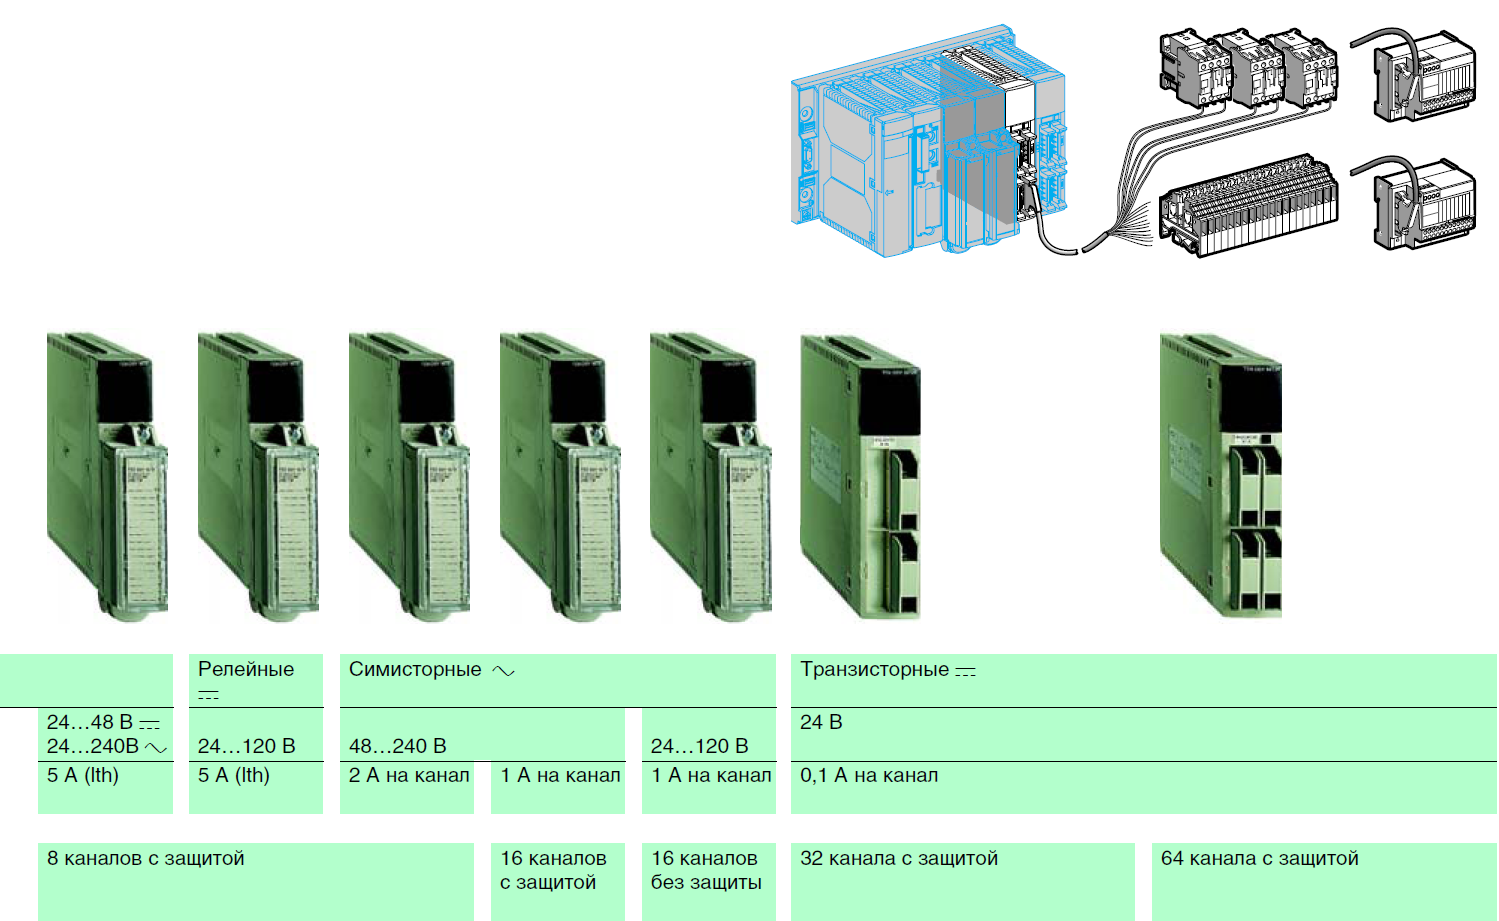 Релейные
Симисторные
Транзисторные
24…48 В
24…240В
24…120 В
48…240 В
24…120 В
24 В
5 А (lth)
5 А (lth)
2 А на канал
1 А на канал
1 А на канал
0,1 А на канал
8 каналов с защитой
16 каналов
с защитой
16 каналов
без защиты
32 канала с защитой
64 канала с защитой